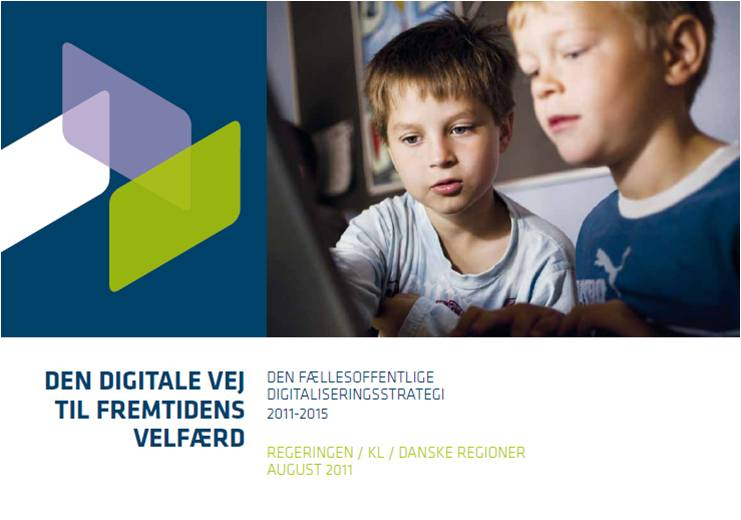 DEN DIGITALE VEJ
TIL FREMTIDENS
VELFÆRD
DEN FÆLLESOFFENTLIGE
DIGITALISERINGSSTRATEGI
2011-2015
REGERINGEN / KL / DANSKE REGIONER
AUGUST 2011